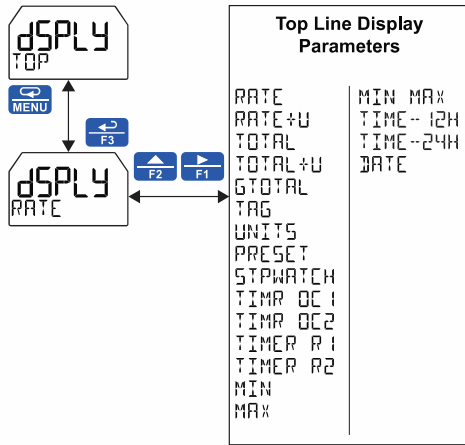 dSPLY
TOP
MENU
F3
dSPLY
RATE
F2
F1
Top Line Display
Parameters
RATE
RATE+U
TOTAL
TOTAL+U
GTOTAL
TAG
UNITS
PRESET
STPWATCH
TIMR OC1
TIMR OC2
TIMER R1
TIMER R2
MIN
MAX
MIN MAX
TIME-12H
TIME-24H
DATE